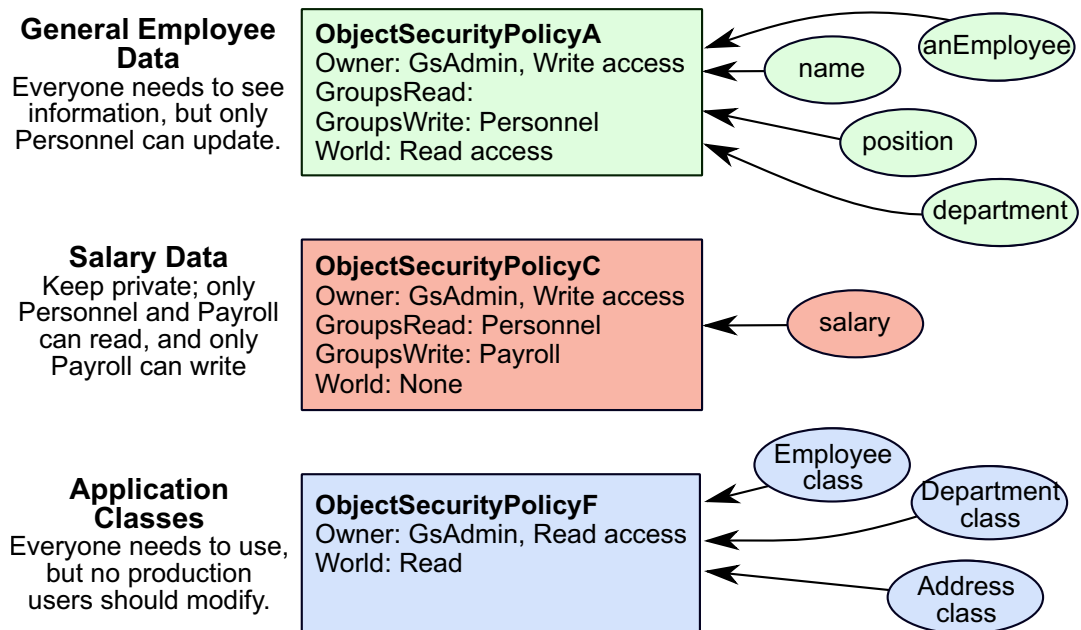 General Employee
Data
Everyone needs to see
information, but only
Personnel can update.
ObjectSecurityPolicyA
Owner: GsAdmin, Write access
GroupsRead:
GroupsWrite: Personnel
World: Read access
anEmployee
name
position
department
Salary Data
Keep private; only
Personnel and Payroll
can read, and only
Payroll can write
ObjectSecurityPolicyC
Owner: GsAdmin, Write access
GroupsRead: Personnel
GroupsWrite: Payroll
World: None
salary
Application
Classes
Everyone needs to use,
but no production
users should modify.
ObjectSecurityPolicyF
Owner: GsAdmin, Read access
World: Read
Employee
class
Department
class
Address
class